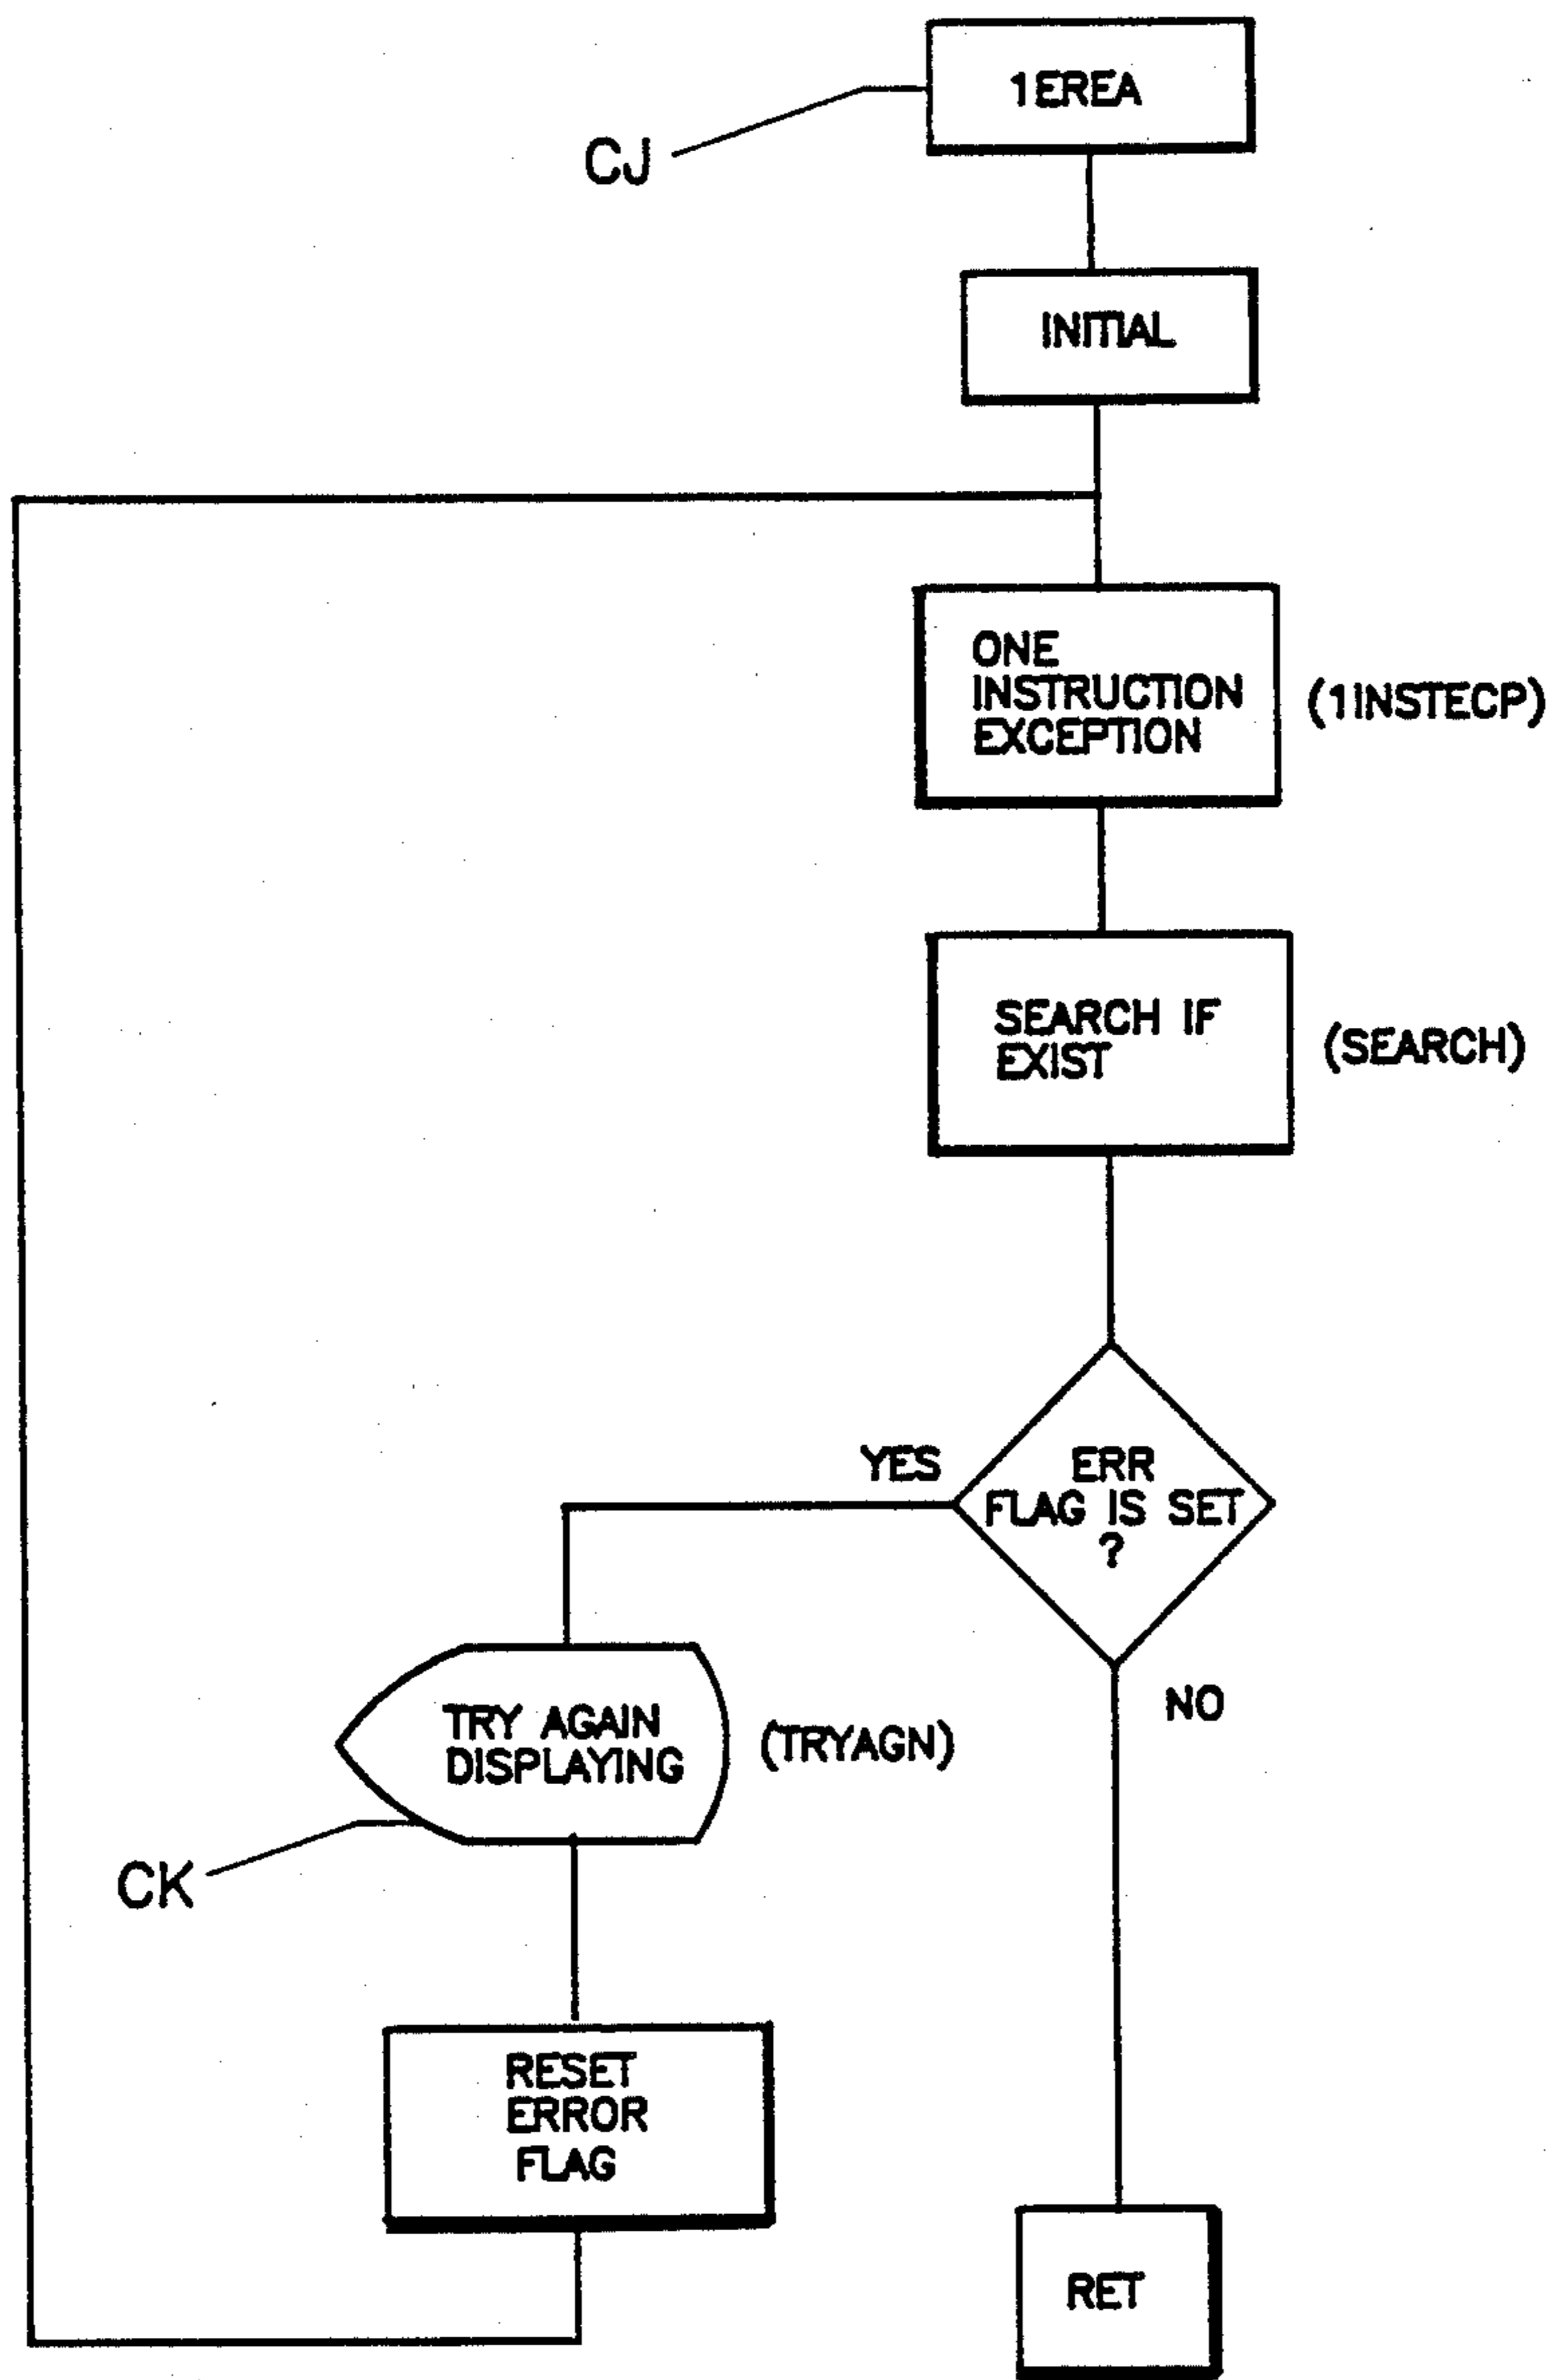 1EREA
CJ
INITIAL
ONE
INSTRUCTION
EXCEPTION
(1INSTECP)
SEARCH IF
EXIST
(SEARCH)
YES
ERR
FLAG IS SET
?
NO
TRY AGAIN
DISPLAYING
(TRYAGN)
CK
RESET
ERROR
FLAG
RET